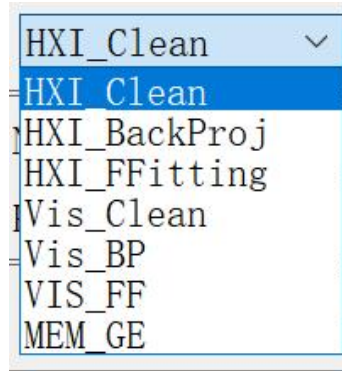 HXI_Clean
HXI_Clean
HXI_BackProj
HXI_FFitting
Vis_Clean
Vis_BP
VIS_FF
MEM_GE